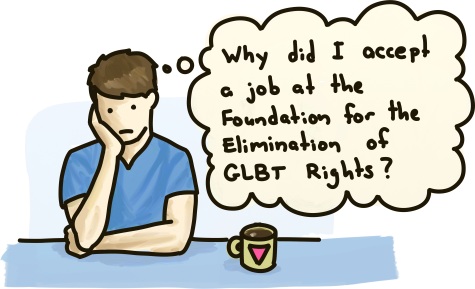 Why did I accept
a job at the
Foundation for the
Elimination of
GLBT Rights?